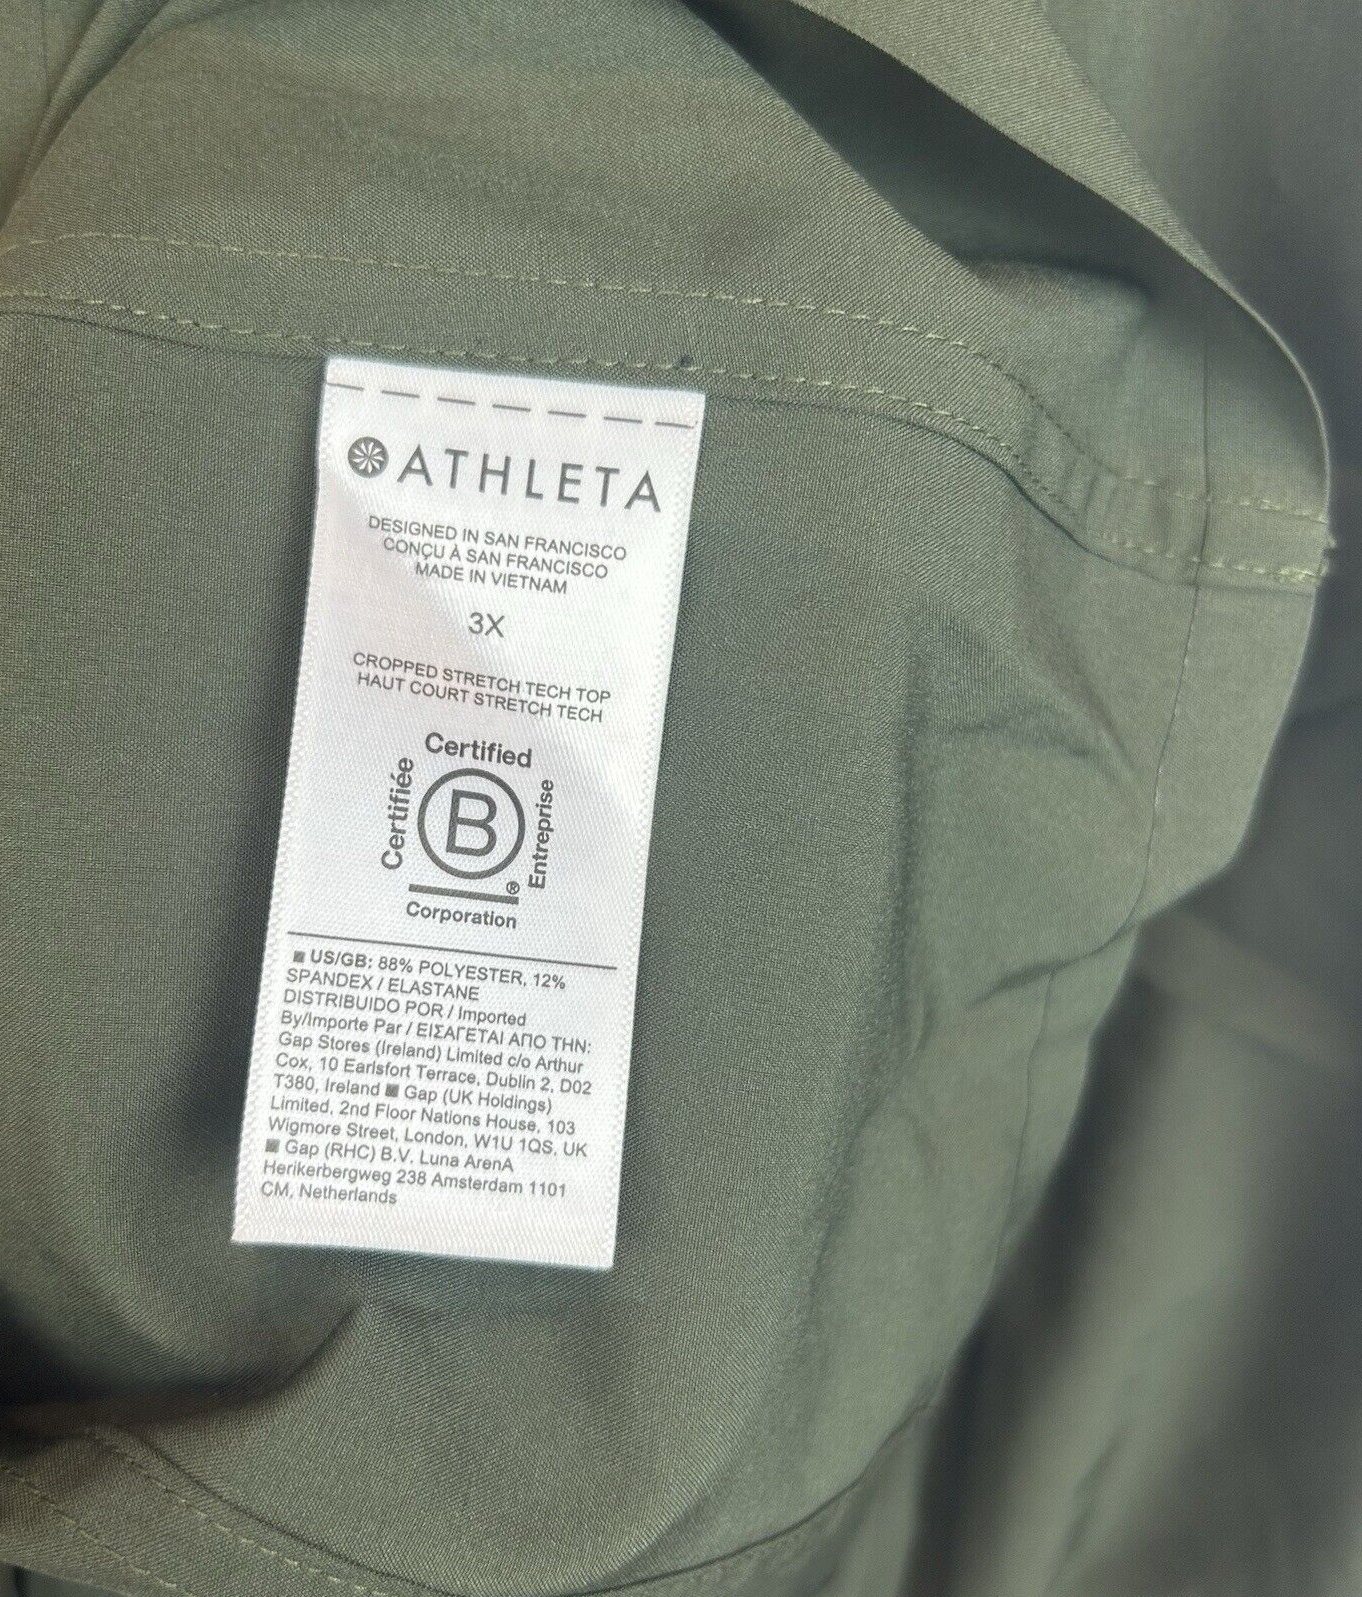 ATHLETA
DESIGNED IN SAN FRANCISCO
CONÇU À SAN FRANCISCO
MADE IN VIETNAM
3X
CROPPED STRETCH TECH TOP
HAUT COURT STRETCH TECH
Certified
Certifiée
B
Entreprise
®
Corporation
■ US/GB: 88% POLYESTER, 12%
SPANDEX / ELASTANE
DISTRIBUIDO POR / Imported
By/Importe Par / ΕΙΣΑΓΕΤΑΙ ΑΠΟ ΤΗΝ:
Gap Stores (Ireland) Limited c/o Arthur
Cox, 10 Earlsfort Terrace, Dublin 2, D02
T380, Ireland ■ Gap (UK Holdings)
Limited, 2nd Floor Nations House, 103
Wigmore Street, London, W1U 1QS, UK
■ Gap (RHC) B.V. Luna ArenA
Herikerbergweg 238 Amsterdam 1101
CM, Netherlands